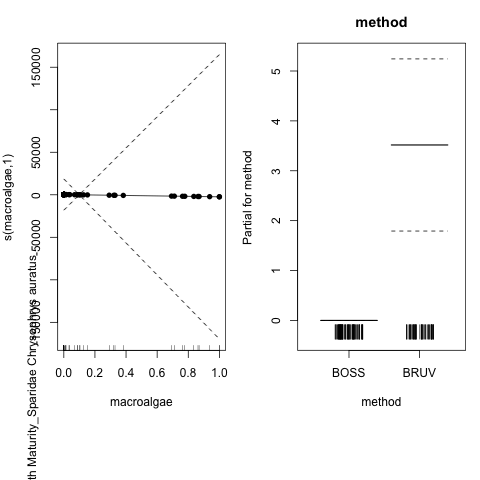 method
s(macroalgae,1)
150000
50000
0
-50000
-150000
th Maturity_Sparidae Chrysophrys auratus
0.0 0.2 0.4 0.6 0.8 1.0
macroalgae
Partial for method
5
4
3
2
1
0
BOSS BRUV
method